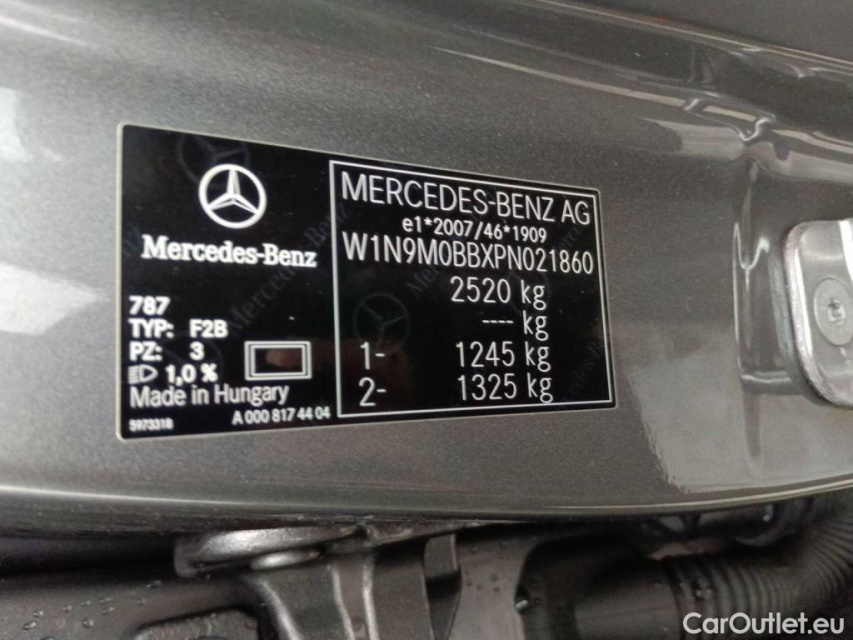 Mercedes-Benz
787
TYP: F2B
PZ: 3
1,0 %
Made in Hungary
5973318
A 000 817 44 04
MERCEDES-BENZ AG
e1*2007/46*1909
W1N9M0BBXPN021860
2520 kg
---- kg
1- 1245 kg
2- 1325 kg
CarOutlet.eu